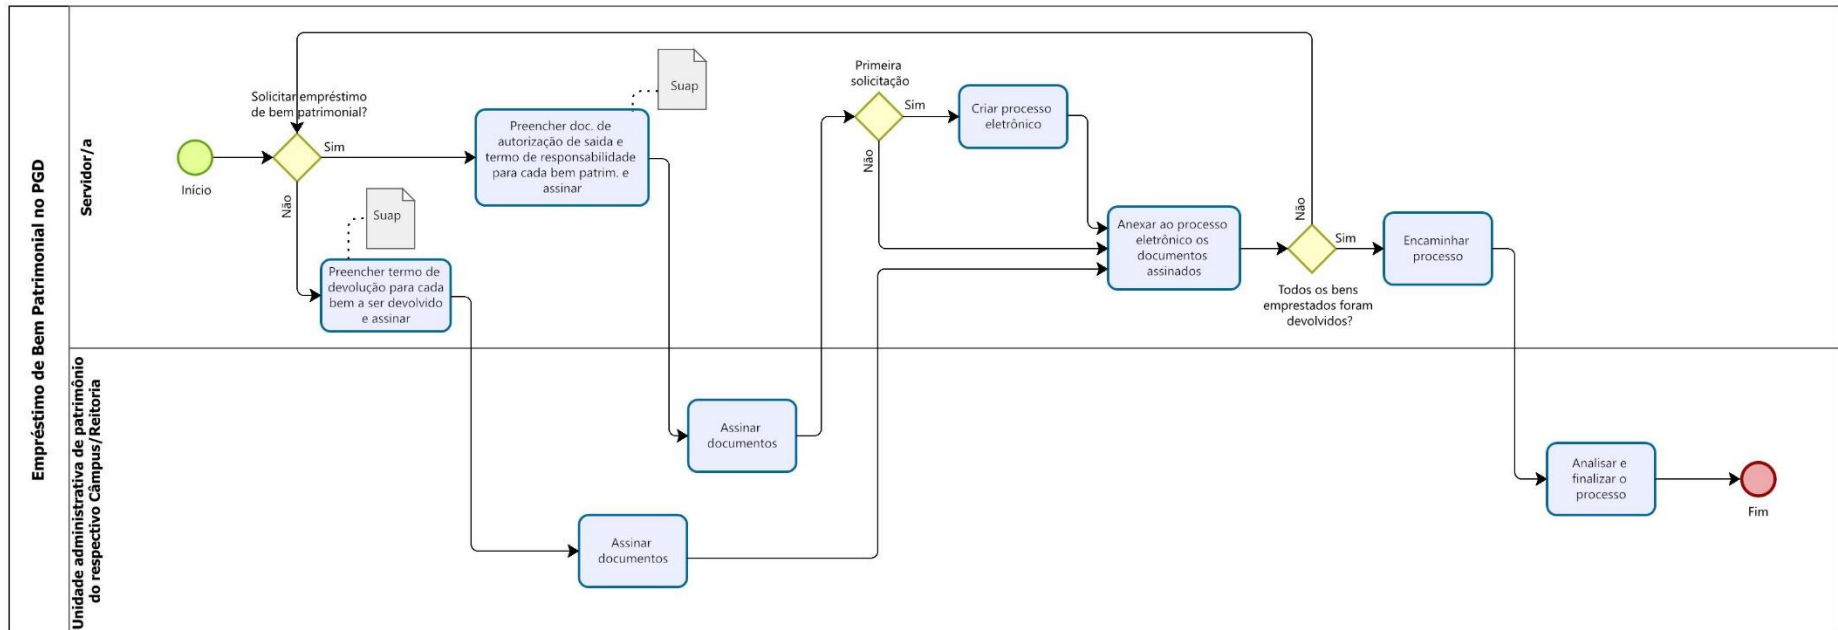 Empréstimo de Bem Patrimonial no PGD
Servidor/a
Início
Solicitar empréstimo
de bem patrimonial?
Sim
Não
Suap
Preencher termo de
devolução para cada
bem a ser devolvido
e assinar
Suap
Preencher doc. de
autorização de saida e
termo de responsabilidade
para cada bem patrim. e
assinar
Primeira
solicitação
Sim
Não
Criar processo
eletrônico
Anexar ao processo
eletrônico os
documentos
assinados
Não
Sim
Todos os bens
emprestados foram
devolvidos?
Encaminhar
processo
Unidade administrativa de patrimônio
do respectivo Câmpus/Reitoria
Assinar
documentos
Assinar
documentos
Analisar e
finalizar o
processo
Fim